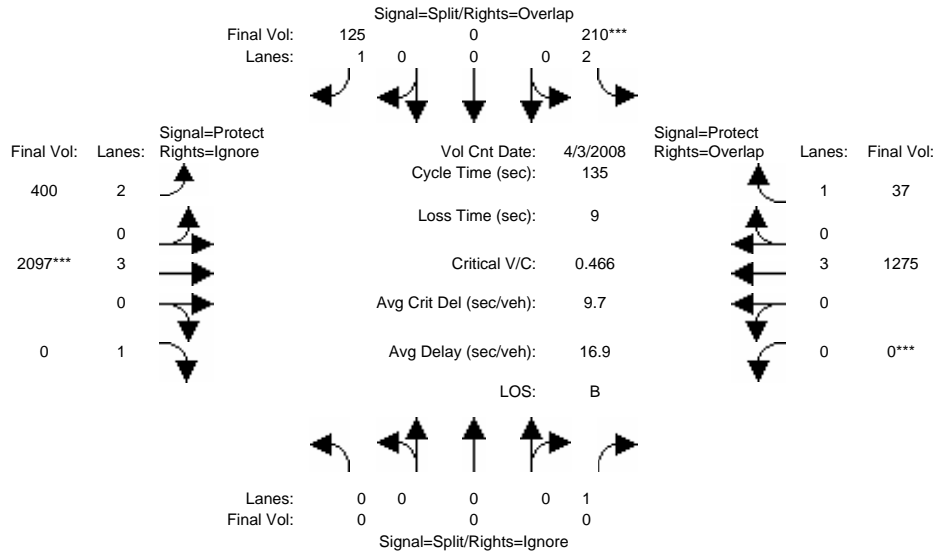 Signal=Split/Rights=Overlap
Final Vol: 125 0 210***
Lanes: 1 0 0 0 2
Signal=Protect
Final Vol: Lanes: Rights=Ignore
Vol Cnt Date: 4/3/2008
Signal=Protect
Rights=Overlap Lanes: Final Vol:
Cycle Time (sec): 135
400 2
1 37
Loss Time (sec): 9
0
0
2097*** 3
Critical V/C: 0.466
3 1275
0
Avg Crit Del (sec/veh): 9.7
0
0 1
Avg Delay (sec/veh): 16.9
0 0***
LOS: B
Lanes: 0 0 0 0 1
Final Vol: 0 0 0
Signal=Split/Rights=Ignore